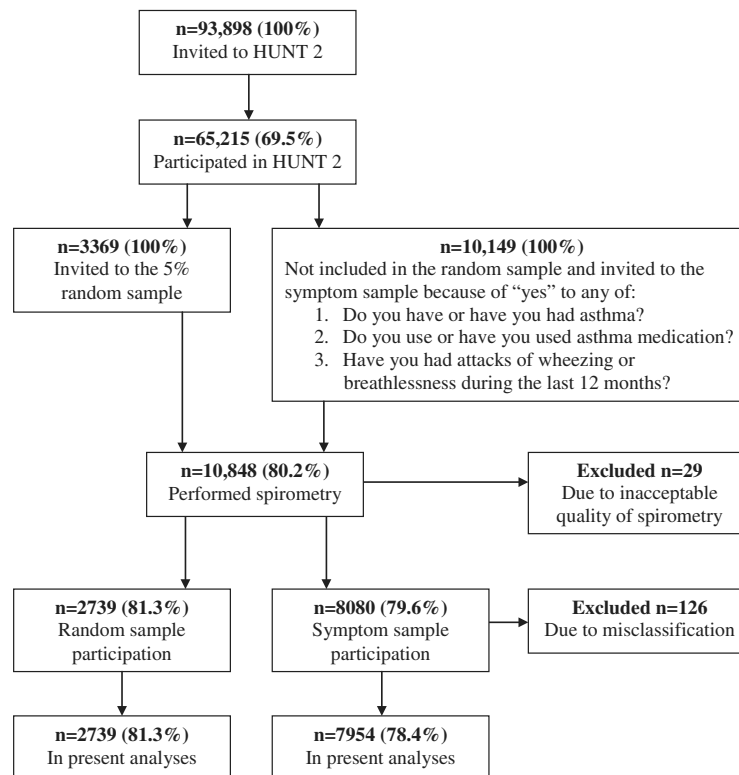 n=93,898 (100%)
Invited to HUNT 2
n=65,215 (69.5%)
Participated in HUNT 2
n=3369 (100%)
Invited to the 5%
random sample
n=10,149 (100%)
Not included in the random sample and invited to the
symptom sample because of “yes” to any of:
1. Do you have or have you had asthma?
2. Do you use or have you used asthma medication?
3. Have you had attacks of wheezing or
breathlessness during the last 12 months?
n=10,848 (80.2%)
Performed spirometry
Excluded n=29
Due to inacceptable
quality of spirometry
n=2739 (81.3%)
Random sample
participation
n=8080 (79.6%)
Symptom sample
participation
Excluded n=126
Due to misclassification
n=2739 (81.3%)
In present analyses
n=7954 (78.4%)
In present analyses